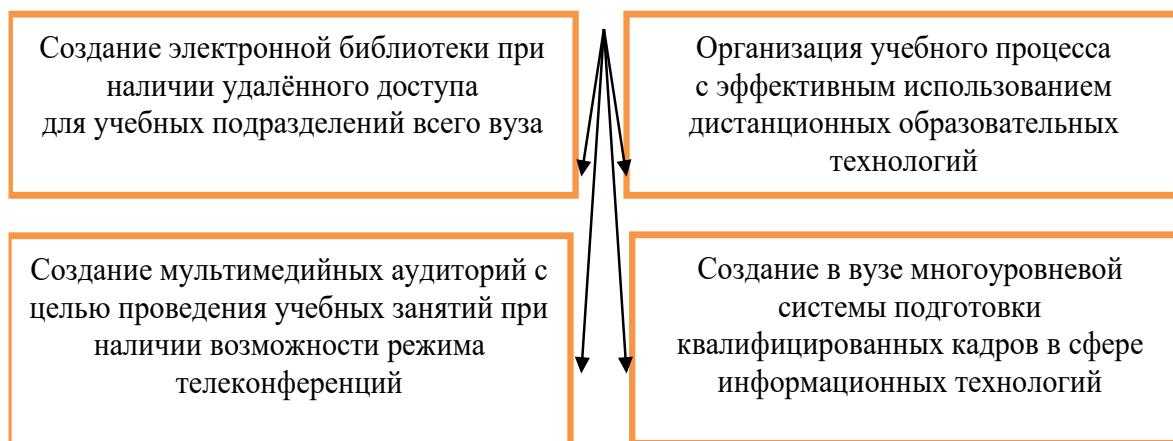 Создание электронной библиотеки при
наличии удалённого доступа
для учебных подразделений всего вуза
Организация учебного процесса
с эффективным использованием
дистанционных образовательных
технологий
Создание мультимедийных аудиторий с
целью проведения учебных занятий при
наличии возможности режима
телеконференций
Создание в вузе многоуровневой
системы подготовки
квалифицированных кадров в сфере
информационных технологий